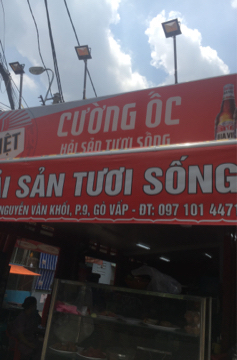 IỆT
CƯỜNG ỐC
HẢI SẢN TƯƠI SỐNG
ẢI SẢN TƯƠI SỐNG
NGUYỄN VĂN KHỐI, P.9, GÒ VẤP - ĐT: 097 101 4471